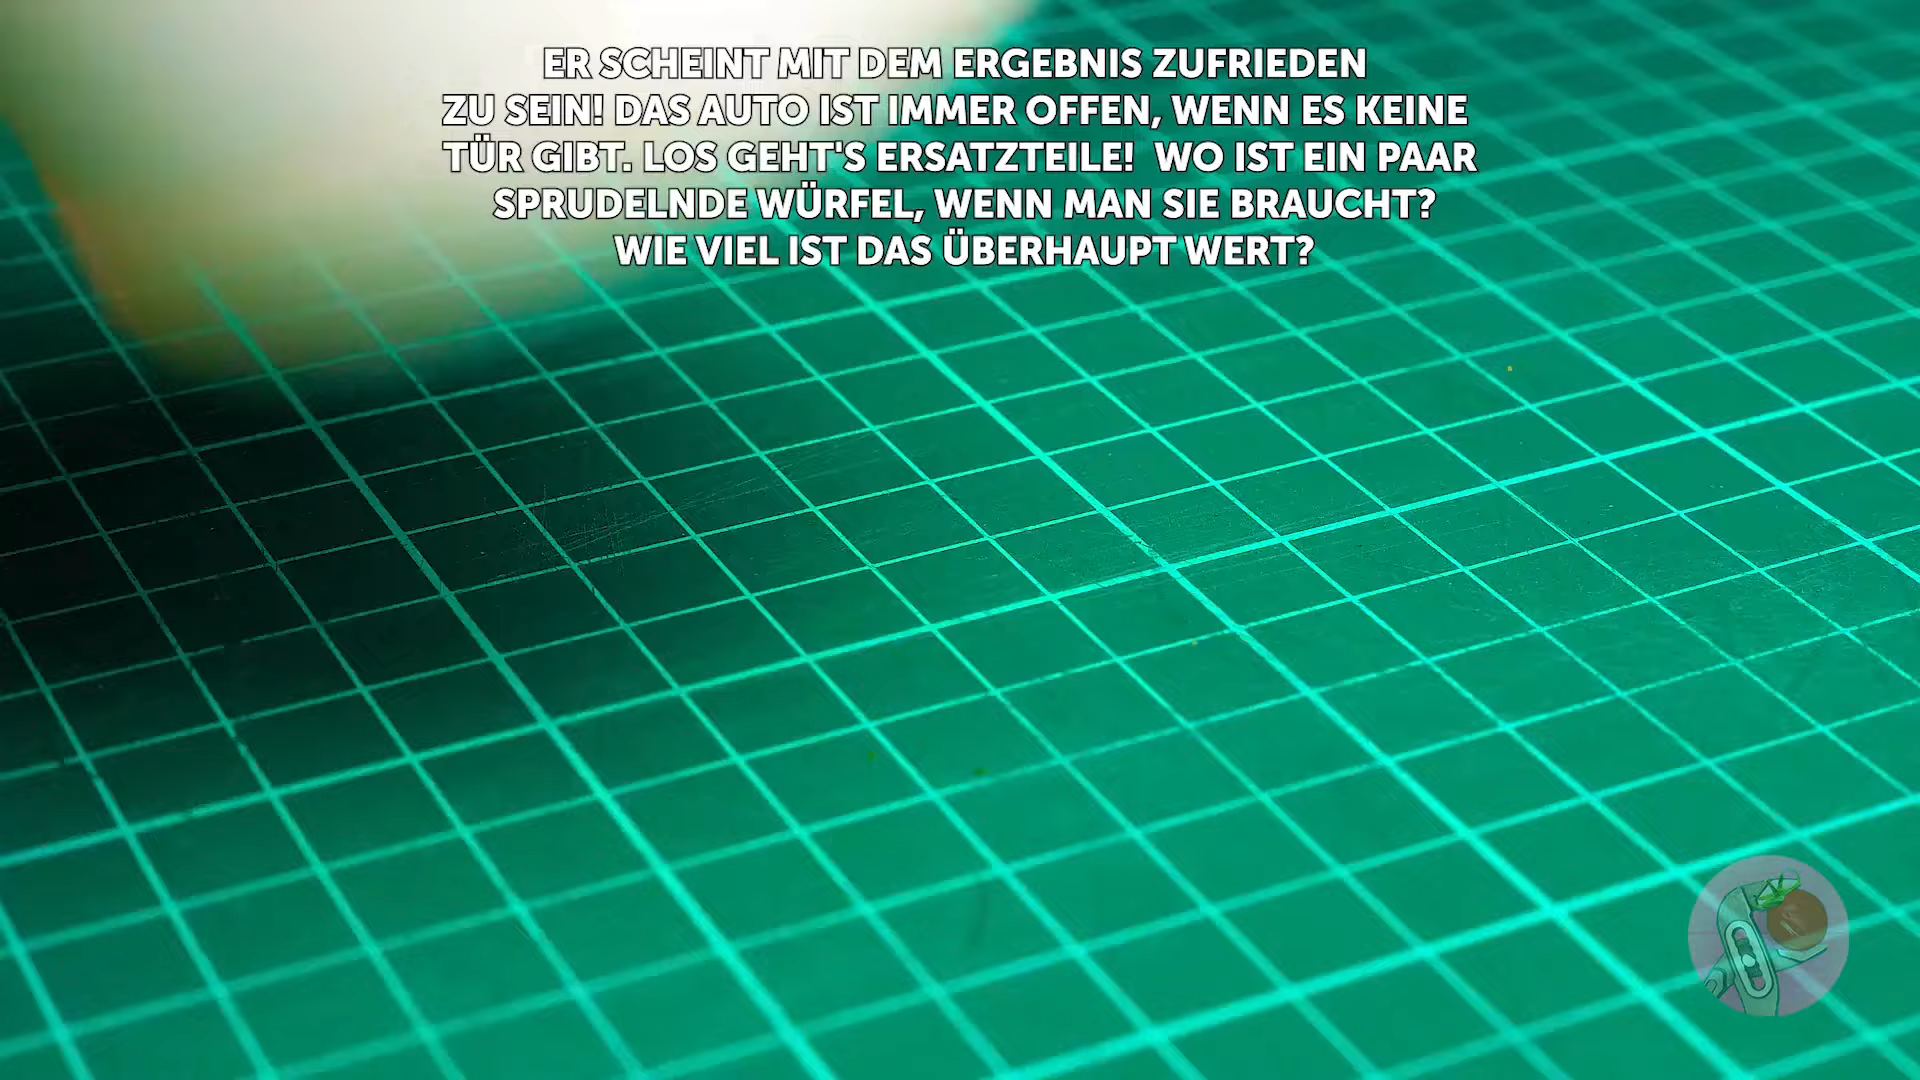 ER SCHEINT MIT DEM ERGEBNIS ZUFRIEDEN
ZU SEIN! DAS AUTO IST IMMER OFFEN, WENN ES KEINE
TÜR GIBT. LOS GEHT'S ERSATZTEILE!  WO IST EIN PAAR
SPRUDELNDE WÜRFEL, WENN MAN SIE BRAUCHT?
WIE VIEL IST DAS ÜBERHAUPT WERT?